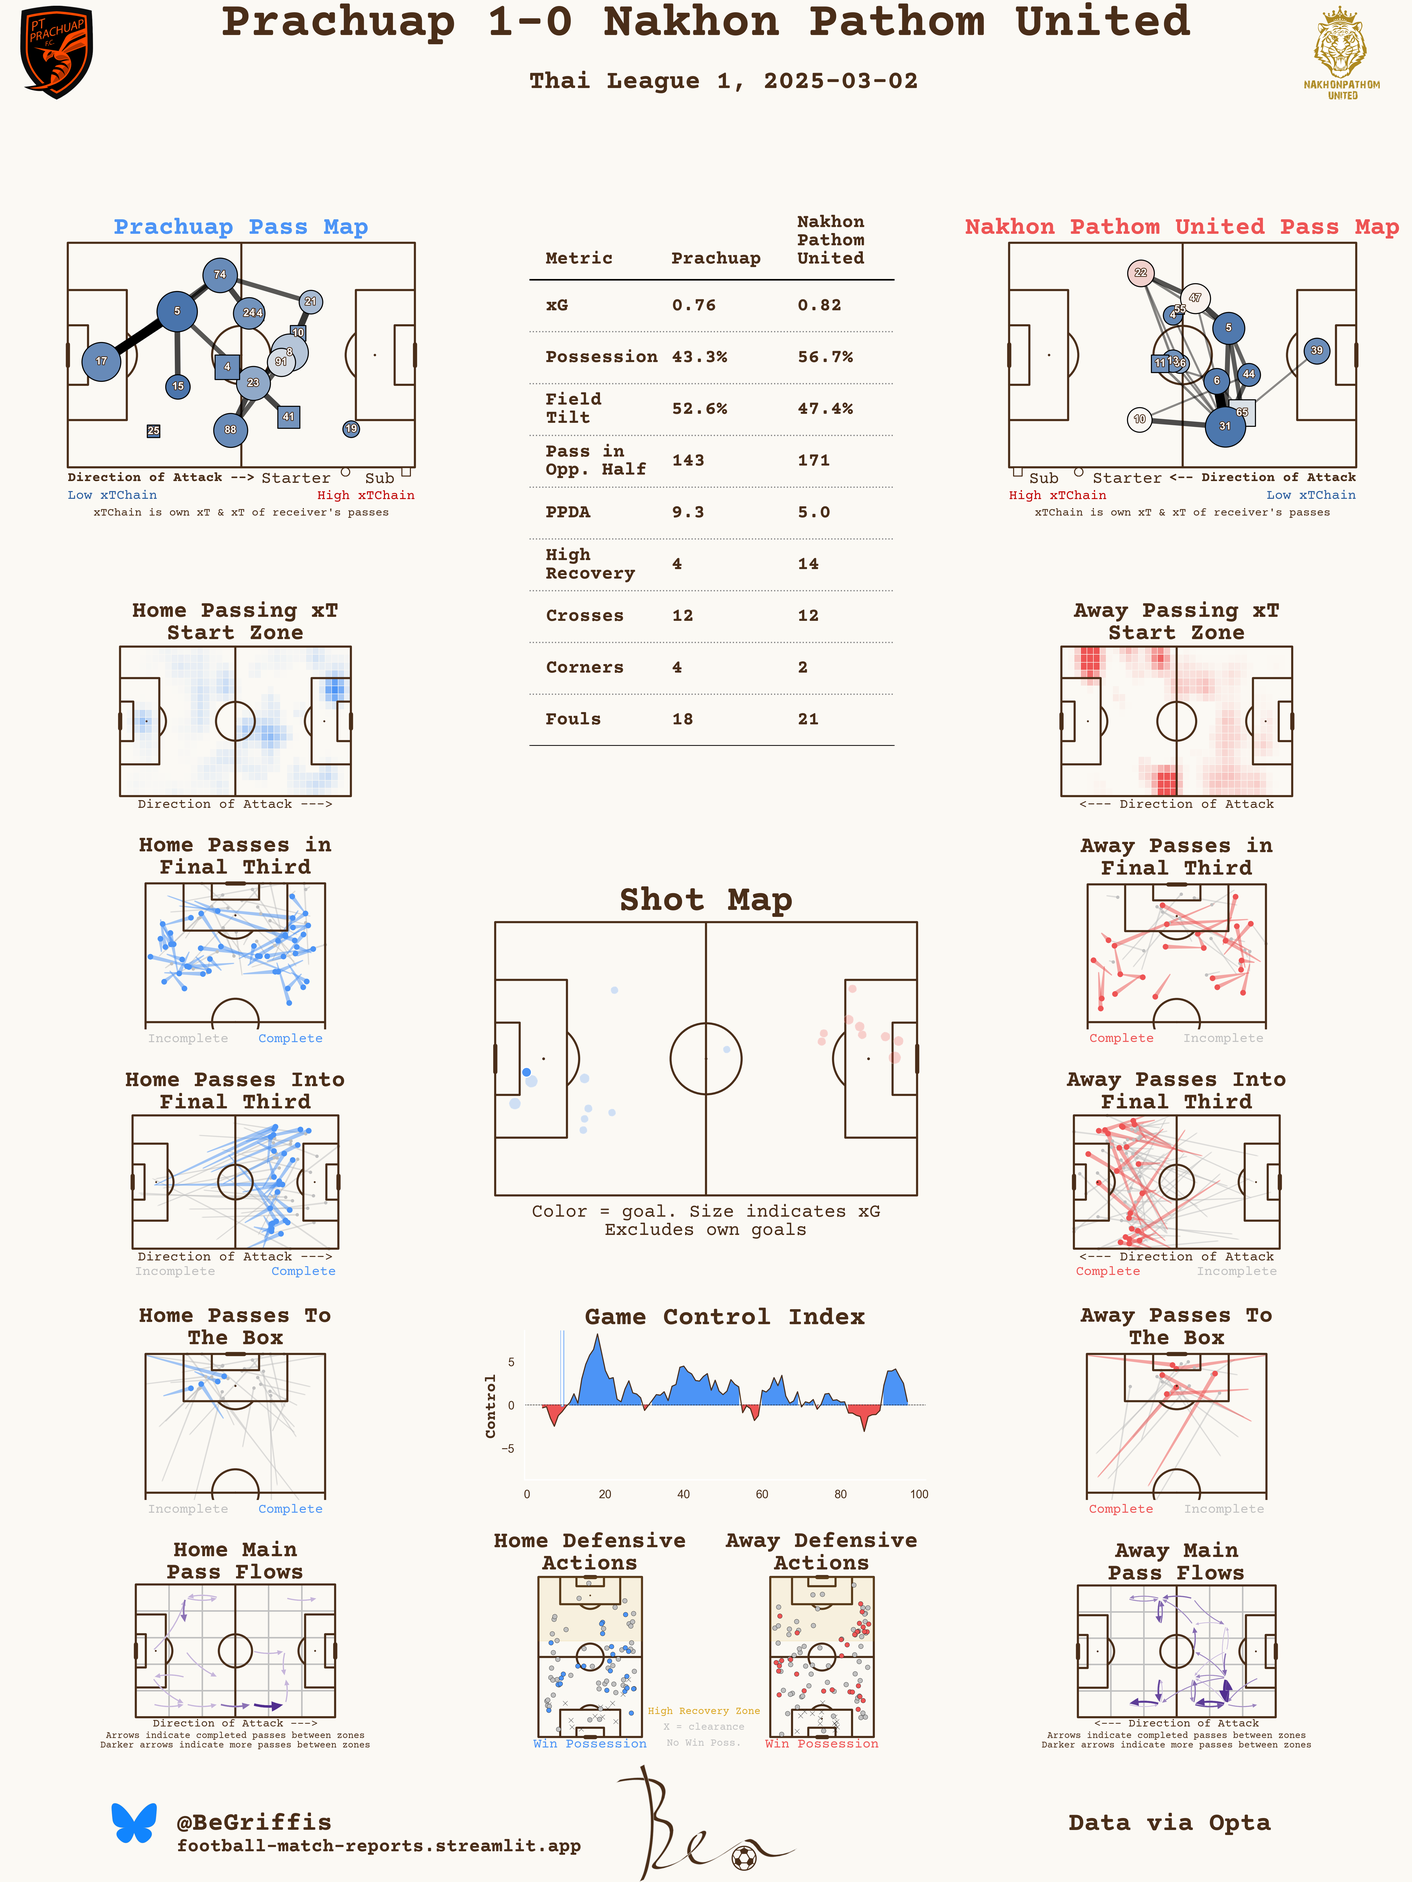 Prachuap 1-0 Nakhon Pathom United
Thai League 1, 2025-03-02
PT
PRACHUAP
F.C.
NAKHONPATHOM
UNITED
Prachuap Pass Map
74
21
5
24
4
10
8
91
17
4
23
15
41
88
25
19
Direction of Attack --> Starter Sub
Low xTChain High xTChain
xTChain is own xT & xT of receiver's passes
Metric Prachuap Nakhon
Pathom
United
xG 0.76 0.82
Possession 43.3% 56.7%
Field
Tilt 52.6% 47.4%
Pass in
Opp. Half 143 171
PPDA 9.3 5.0
High
Recovery 4 14
Crosses 12 12
Corners 4 2
Fouls 18 21
Nakhon Pathom United Pass Map
22
47
55
4
5
39
11
13
36
6
44
65
10
31
Sub Starter <-- Direction of Attack
High xTChain Low xTChain
xTChain is own xT & xT of receiver's passes
Home Passing xT
Start Zone
Direction of Attack --->
Away Passing xT
Start Zone
<--- Direction of Attack
Home Passes in
Final Third
Incomplete Complete
Shot Map
Color = goal. Size indicates xG
Excludes own goals
Away Passes in
Final Third
Complete Incomplete
Home Passes Into
Final Third
Direction of Attack --->
Incomplete Complete
Away Passes Into
Final Third
<--- Direction of Attack
Complete Incomplete
Home Passes To
The Box
Incomplete Complete
Game Control Index
Control
5
0
−5
0 20 40 60 80 100
Away Passes To
The Box
Complete Incomplete
Home Main
Pass Flows
Direction of Attack --->
Arrows indicate completed passes between zones
Darker arrows indicate more passes between zones
Home Defensive
Actions
Win Possession
High Recovery Zone
X = clearance
No Win Poss.
Away Defensive
Actions
Win Possession
Away Main
Pass Flows
<--- Direction of Attack
Arrows indicate completed passes between zones
Darker arrows indicate more passes between zones
@BeGriffis
football-match-reports.streamlit.app
Ben
Data via Opta